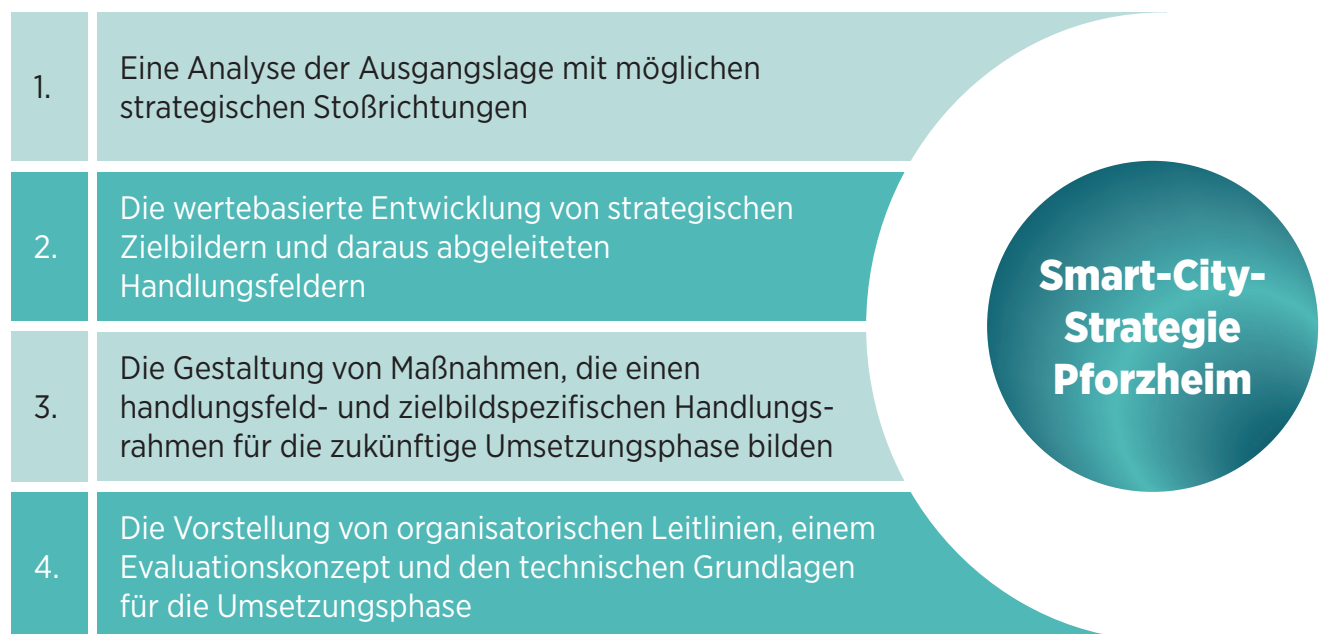 1.
Eine Analyse der Ausgangslage mit möglichen
strategischen Stoßrichtungen
2.
Die wertebasierte Entwicklung von strategischen
Zielbildern und daraus abgeleiteten
Handlungsfeldern
3.
Die Gestaltung von Maßnahmen, die einen
handlungsfeld- und zielbildspezifischen Handlungs-
rahmen für die zukünftige Umsetzungsphase bilden
4.
Die Vorstellung von organisatorischen Leitlinien, einem
Evaluationskonzept und den technischen Grundlagen
für die Umsetzungsphase
Smart-City-
Strategie
Pforzheim